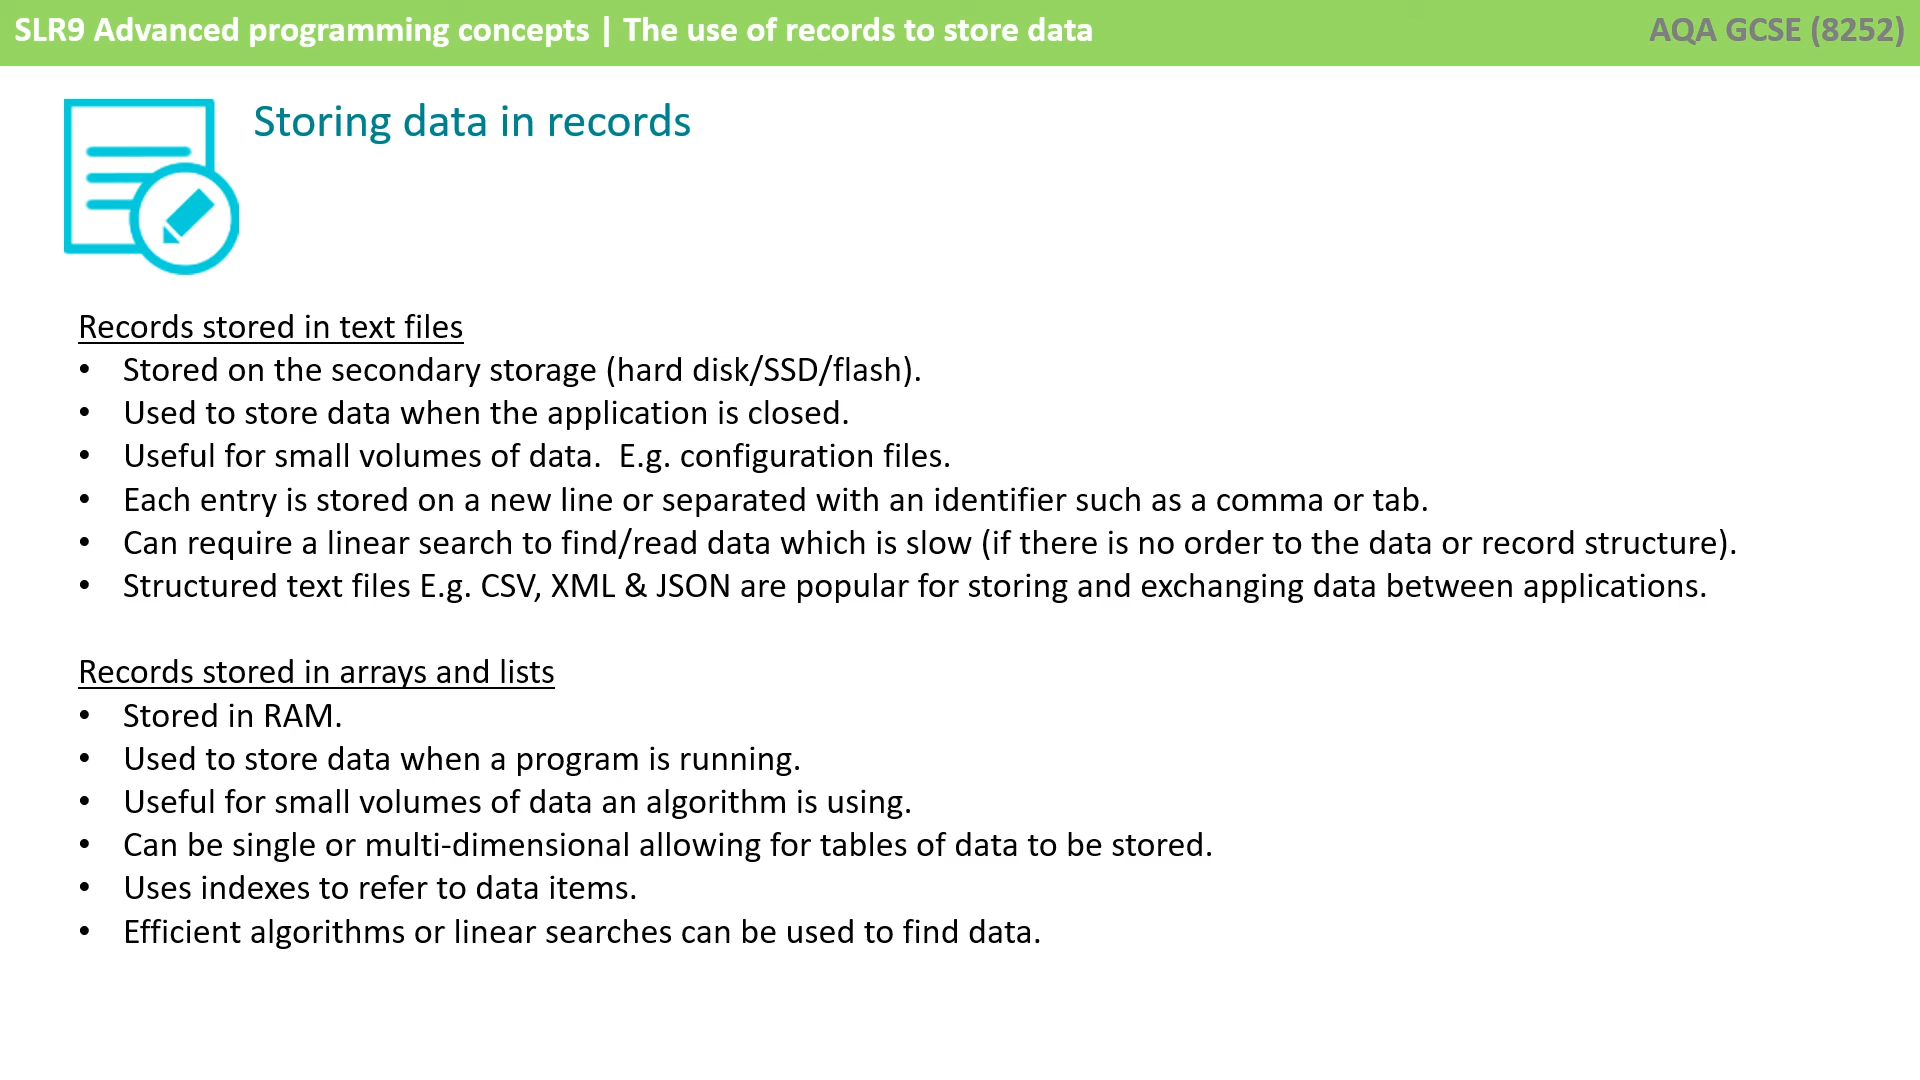 SLR9 Advanced programming concepts | The use of records to store data
AQA GCSE (8252)
Storing data in records
Records stored in text files
• Stored on the secondary storage (hard disk/SSD/flash).
• Used to store data when the application is closed.
• Useful for small volumes of data.  E.g. configuration files.
• Each entry is stored on a new line or separated with an identifier such as a comma or tab.
• Can require a linear search to find/read data which is slow (if there is no order to the data or record structure).
• Structured text files E.g. CSV, XML & JSON are popular for storing and exchanging data between applications.
Records stored in arrays and lists
• Stored in RAM.
• Used to store data when a program is running.
• Useful for small volumes of data an algorithm is using.
• Can be single or multi-dimensional allowing for tables of data to be stored.
• Uses indexes to refer to data items.
• Efficient algorithms or linear searches can be used to find data.